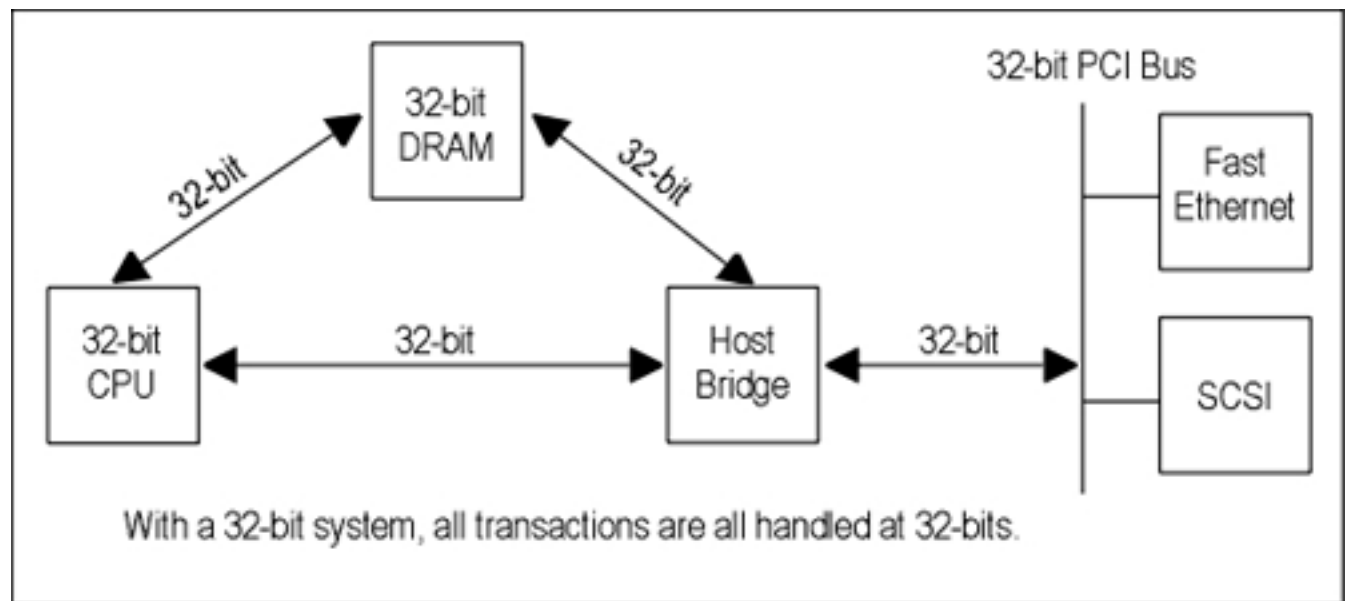 32-bit PCI Bus
32-bit
DRAM
32-bit
32-bit
Fast
Ethernet
32-bit
CPU
32-bit
Host
Bridge
32-bit
SCSI
With a 32-bit system, all transactions are all handled at 32-bits.